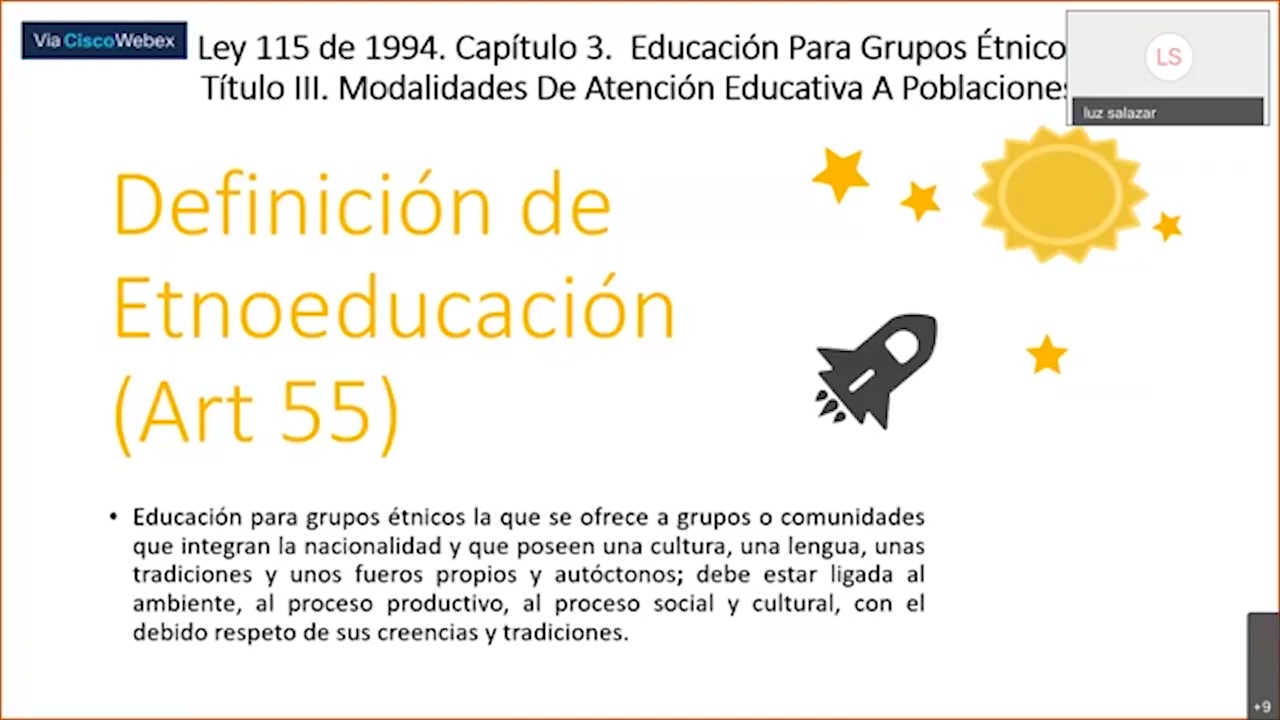 Vía CiscoWebex
Ley 115 de 1994. Capítulo 3. Educación Para Grupos Étnico
Título III. Modalidades De Atención Educativa A Poblaciones
LS
luz salazar
Definición de
Etnoeducación
(Art 55)
• Educación para grupos étnicos la que se ofrece a grupos o comunidades
que integran la nacionalidad y que poseen una cultura, una lengua, unas
tradiciones y unos fueros propios y autóctonos; debe estar ligada al
ambiente, al proceso productivo, al proceso social y cultural, con el
debido respeto de sus creencias y tradiciones.
+9